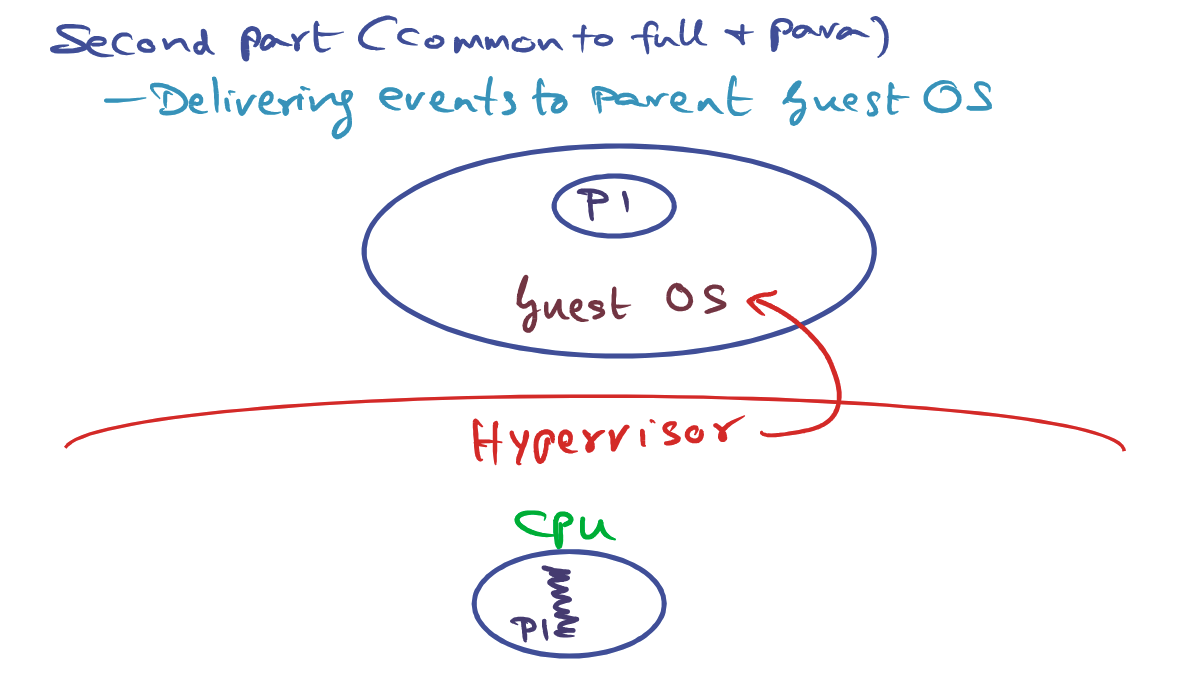 Second part (Common to full + para)
- Delivering events to parent Guest OS
P1
Guest OS
Hypervisor
CPU
P1